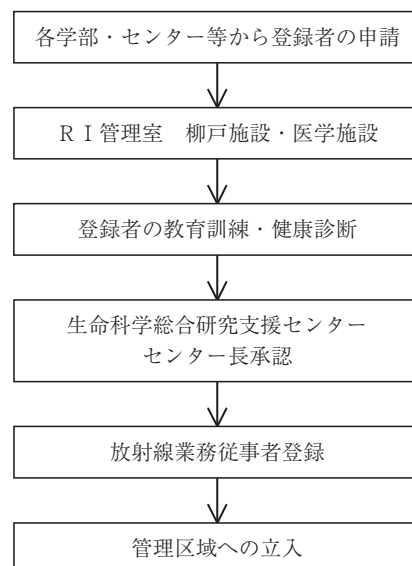 各学部・センター等から登録者の申請
ＲＩ管理室　柳戸施設・医学施設
登録者の教育訓練・健康診断
生命科学総合研究支援センター
センター長承認
放射線業務従事者登録
管理区域への立入